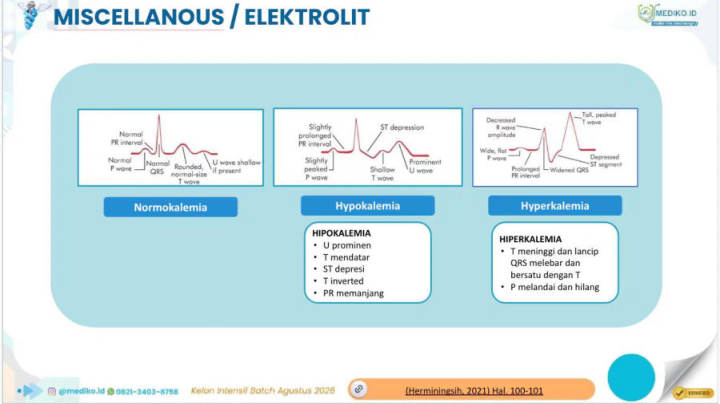 MISCELLANOUS / ELEKTROLIT
MEDIKO.ID
Normal
PR interval
Normal
P wave
Normal
QRS
Rounded,
normal-size
T wave
U wave shallow
if present
Slightly
prolonged
PR interval
Slightly
peaked
P wave
ST depression
Shallow
T wave
Prominent
U wave
Decreased
R wave
amplitude
Wide, flat
P wave
Prolonged
PR interval
Widened QRS
Tall, peaked
T wave
Depressed
ST segment
Normokalemia
Hypokalemia
Hyperkalemia
HIPOKALEMIA
• U prominen
• T mendatar
• ST depresi
• T inverted
• PR memanjang
HIPERKALEMIA
• T meninggi dan lancip
QRS melebar dan
bersatu dengan T
• P melandai dan hilang
@mediko.id 0821-3403-8758 Kelan Intensif Batch Agustus 2026
(Herminingsih, 2021) Hal. 100-101